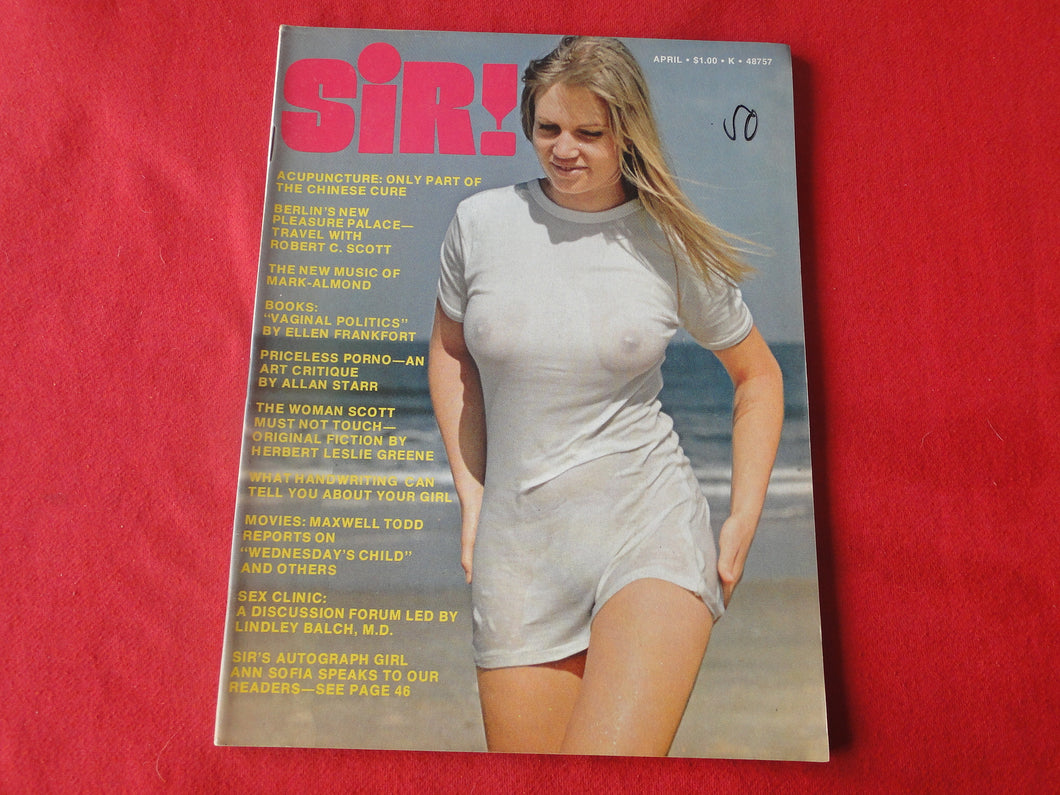 SiR!
APRIL • $1.00 • K • 48757
50
ACUPUNCTURE: ONLY PART OF
THE CHINESE CURE
BERLIN'S NEW
PLEASURE PALACE—
TRAVEL WITH
ROBERT C. SCOTT
THE NEW MUSIC OF
MARK-ALMOND
BOOKS:
"VAGINAL POLITICS"
BY ELLEN FRANKFORT
PRICELESS PORNO—AN
ART CRITIQUE
BY ALLAN STARR
THE WOMAN SCOTT
MUST NOT TOUCH—
ORIGINAL FICTION BY
HERBERT LESLIE GREENE
WHAT HANDWRITING CAN
TELL YOU ABOUT YOUR GIRL
MOVIES: MAXWELL TODD
REPORTS ON
"WEDNESDAY'S CHILD"
AND OTHERS
SEX CLINIC:
A DISCUSSION FORUM LED BY
LINDLEY BALCH, M.D.
SIR'S AUTOGRAPH GIRL
ANN SOFIA SPEAKS TO OUR
READERS—SEE PAGE 46